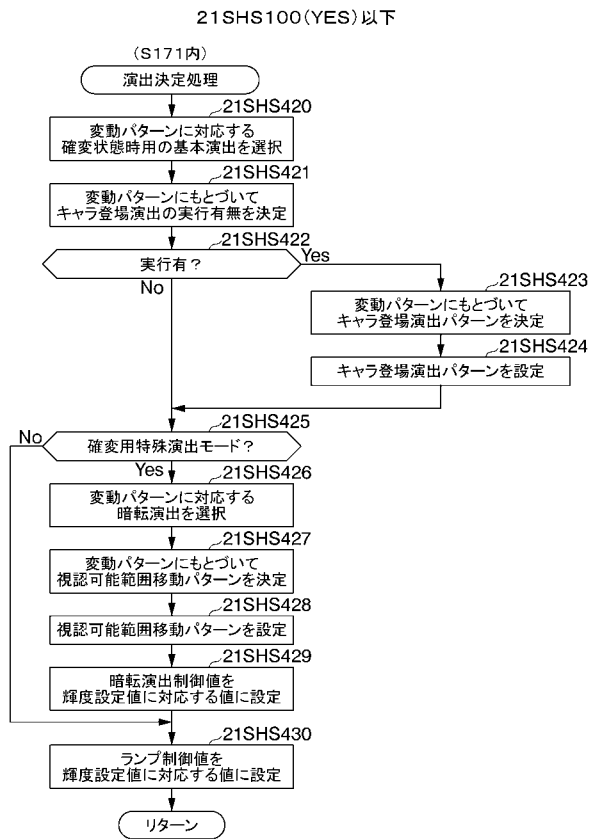 21SHS100(YES)以下
(S171内)
演出決定処理
21SHS420
変動パターンに対応する
確変状態時用の基本演出を選択
21SHS421
変動パターンにもとづいて
キャラ登場演出の実行有無を決定
21SHS422
実行有?
Yes
No
21SHS423
変動パターンにもとづいて
キャラ登場演出パターンを決定
21SHS424
キャラ登場演出パターンを設定
21SHS425
No
確変用特殊演出モード?
Yes
21SHS426
変動パターンに対応する
暗転演出を選択
21SHS427
変動パターンにもとづいて
視認可能範囲移動パターンを決定
21SHS428
視認可能範囲移動パターンを設定
21SHS429
暗転演出制御値を
輝度設定値に対応する値に設定
21SHS430
ランプ制御値を
輝度設定値に対応する値に設定
リターン